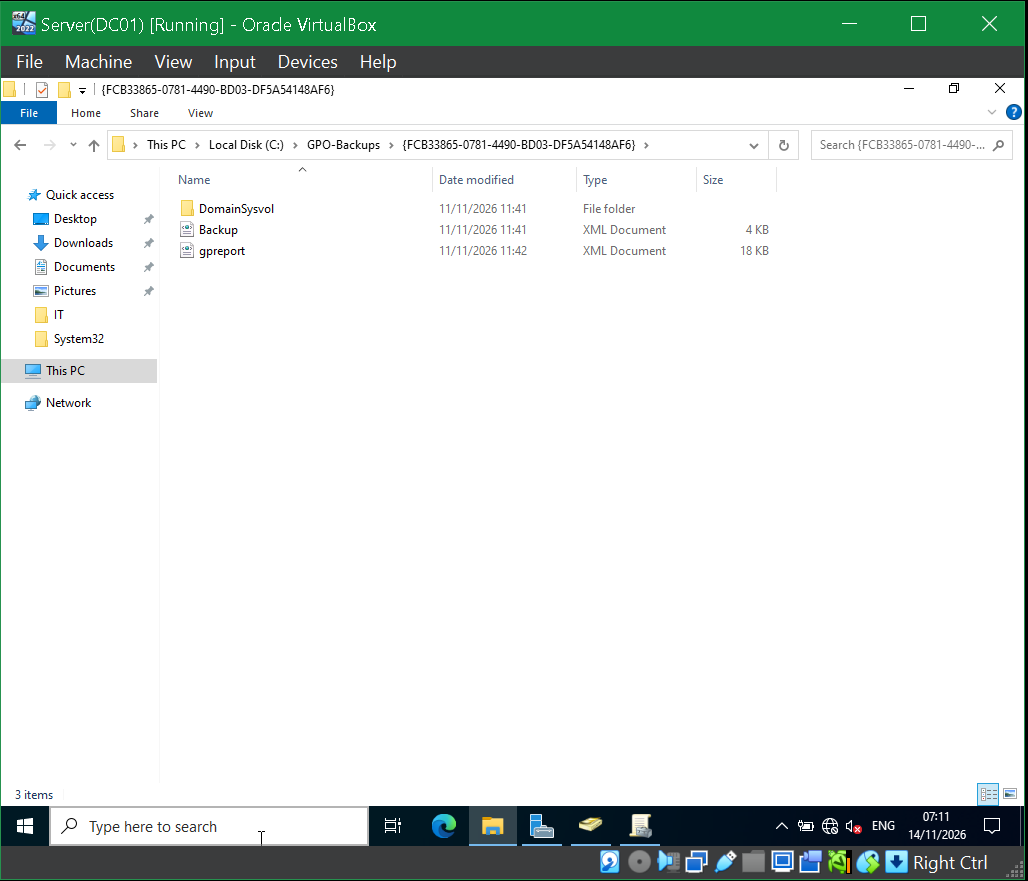 Server(DC01) [Running] - Oracle VirtualBox
File Machine View Input Devices Help
{FCB33865-0781-4490-BD03-DF5A54148AF6}
File Home Share View
This PC Local Disk (C:) GPO-Backups {FCB33865-0781-4490-BD03-DF5A54148AF6}
Search {FCB33865-0781-4490-...
Name Date modified Type Size
Quick access
Desktop
Downloads
Documents
Pictures
IT
System32
This PC
Network
DomainSysvol 11/11/2026 11:41 File folder
Backup 11/11/2026 11:41 XML Document 4 KB
gpreport 11/11/2026 11:42 XML Document 18 KB
3 items
Type here to search
ENG
07:11
14/11/2026
Right Ctrl